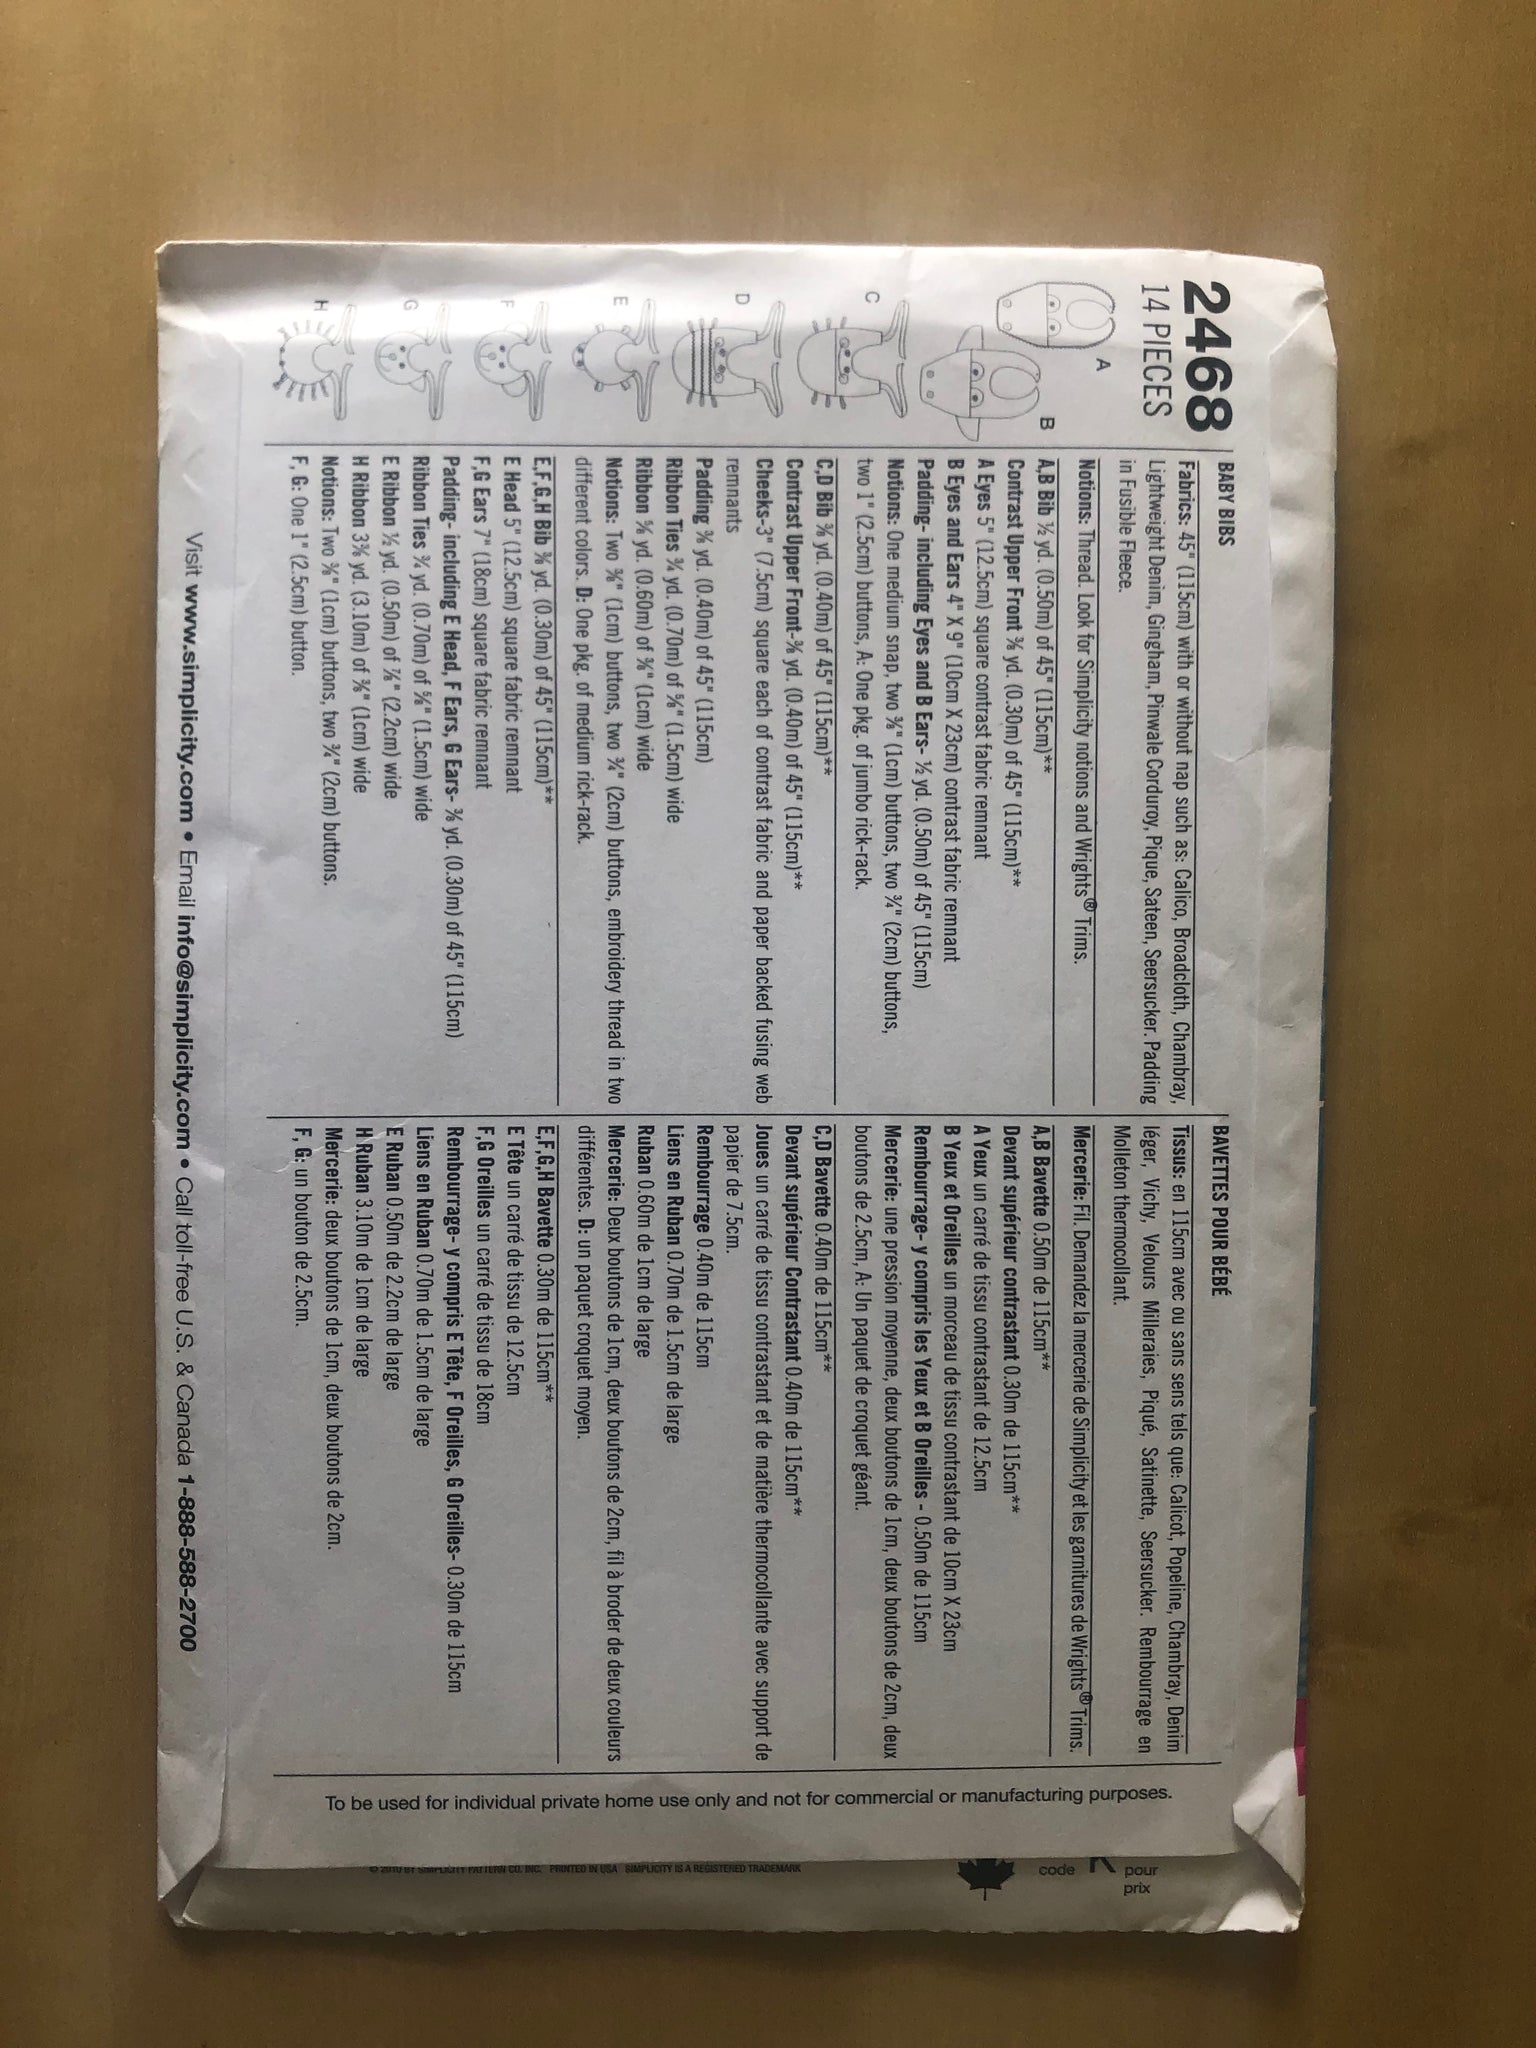 2468
14 PIECES
A
B
C
D
E
F
G
H
BABY BIBS
Fabrics: 45" (115cm) with or without nap such as: Calico, Broadcloth, Chambray,
Lightweight Denim, Gingham, Pinwale Corduroy, Pique, Sateen, Seersucker. Padding
in Fusible Fleece.
Notions: Thread. Look for Simplicity notions and Wrights® Trims.
A,B Bib ½ yd. (0.50m) of 45" (115cm)**
Contrast Upper Front ⅜ yd. (0.30m) of 45" (115cm)**
A Eyes 5" (12.5cm) square contrast fabric remnant
B Eyes and Ears 4" X 9" (10cm X 23cm) contrast fabric remnant
Padding- including Eyes and B Ears- ½ yd. (0.50m) of 45" (115cm)
Notions: One medium snap, two ⅜" (1cm) buttons, two ¾" (2cm) buttons,
two 1" (2.5cm) buttons, A: One pkg. of jumbo rick-rack.
C,D Bib ⅜ yd. (0.40m) of 45" (115cm)**
Contrast Upper Front-⅜ yd. (0.40m) of 45" (115cm)**
Cheeks-3" (7.5cm) square each of contrast fabric and paper backed fusing web
remnants
Padding ⅜ yd. (0.40m) of 45" (115cm)
Ribbon Ties ¾ yd. (0.70m) of ⅝" (1.5cm) wide
Ribbon ⅝ yd. (0.60m) of ⅜" (1cm) wide
Notions: Two ⅜" (1cm) buttons, two ¾" (2cm) buttons, embroidery thread in two
different colors. D: One pkg. of medium rick-rack.
E,F,G,H Bib ⅜ yd. (0.30m) of 45" (115cm)**
E Head 5" (12.5cm) square fabric remnant
F,G Ears 7" (18cm) square fabric remnant
Padding- including E Head, F Ears, G Ears- ⅜ yd. (0.30m) of 45" (115cm)
Ribbon Ties ¾ yd. (0.70m) of ⅝" (1.5cm) wide
E Ribbon ½ yd. (0.50m) of ⅞" (2.2cm) wide
H Ribbon 3⅜ yd. (3.10m) of ⅜" (1cm) wide
Notions: Two ⅜" (1cm) buttons, two ¾" (2cm) buttons.
F, G: One 1" (2.5cm) button.
BAVETTES POUR BÉBÉ
Tissus: en 115cm avec ou sans sens tels que: Calicot, Popeline, Chambray, Denim
léger, Vichy, Velours Milleraies, Piqué, Satinette, Seersucker. Rembourrage en
Molleton thermocollant.
Mercerie: Fil. Demandez la mercerie de Simplicity et les garnitures de Wrights® Trims.
A,B Bavette 0.50m de 115cm**
Devant supérieur contrastant 0.30m de 115cm**
A Yeux un carré de tissu contrastant de 12.5cm
B Yeux et Oreilles un morceau de tissu contrastant de 10cm X 23cm
Rembourrage- y compris les Yeux et B Oreilles - 0.50m de 115cm
Mercerie: une pression moyenne, deux boutons de 1cm, deux boutons de 2cm, deux
boutons de 2.5cm, A: Un paquet de croquet géant.
C,D Bavette 0.40m de 115cm**
Devant supérieur Contrastant 0.40m de 115cm**
Joues un carré de tissu contrastant et de matière thermocollante avec support de
papier de 7.5cm.
Rembourrage 0.40m de 115cm
Liens en Ruban 0.70m de 1.5cm de large
Ruban 0.60m de 1cm de large
Mercerie: Deux boutons de 1cm, deux boutons de 2cm, fil à broder de deux couleurs
différentes. D: un paquet croquet moyen.
E,F,G,H Bavette 0.30m de 115cm**
E Tête un carré de tissu de 12.5cm
F,G Oreilles un carré de tissu de 18cm
Rembourrage- y compris E Tête, F Oreilles, G Oreilles- 0.30m de 115cm
Liens en Ruban 0.70m de 1.5cm de large
E Ruban 0.50m de 2.2cm de large
H Ruban 3.10m de 1cm de large
Mercerie: deux boutons de 1cm, deux boutons de 2cm.
F, G: un bouton de 2.5cm.
Visit www.simplicity.com • Email info@simplicity.com • Call toll-free U.S. & Canada 1-888-588-2700
To be used for individual private home use only and not for commercial or manufacturing purposes.
© 2010 BY SIMPLICITY PATTERN CO. INC. PRINTED IN USA SIMPLICITY IS A REGISTERED TRADEMARK
code
pour
prix